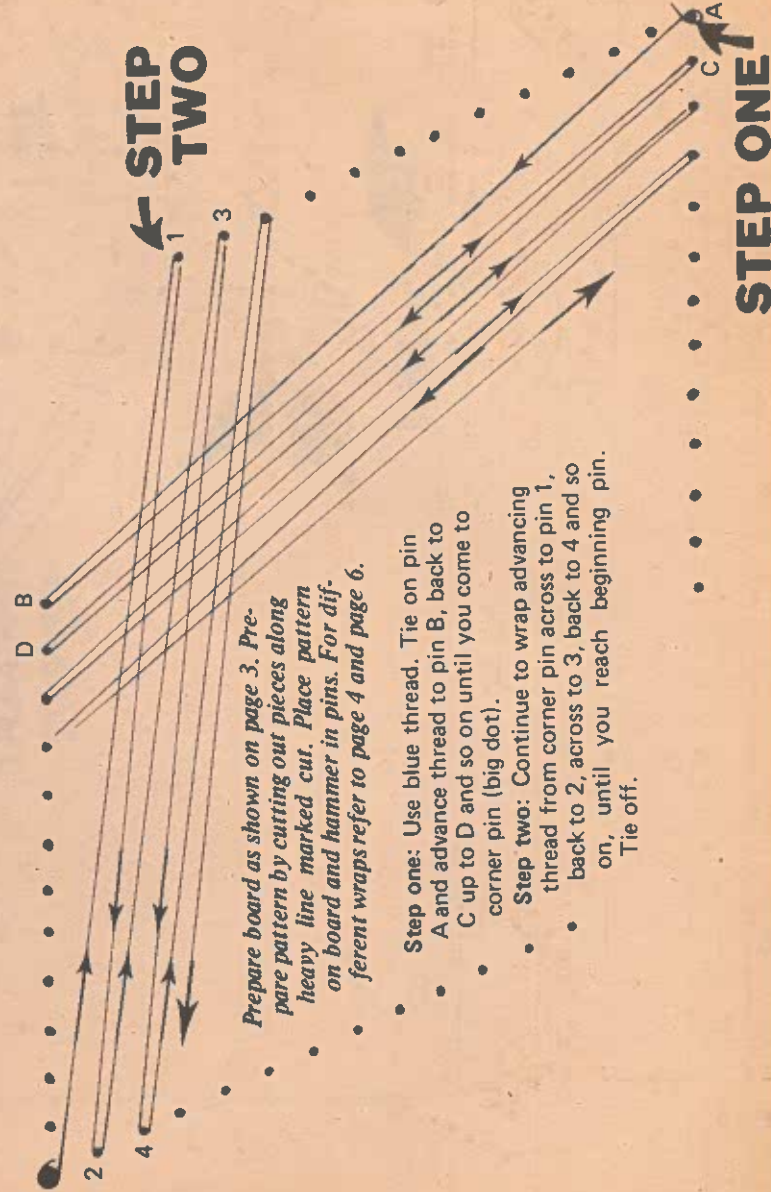 STEP
TWO
1
3
B
D
2
4
Prepare board as shown on page 3. Pre-
pare pattern by cutting out pieces along
heavy line marked cut. Place pattern
on board and hammer in pins. For dif-
ferent wraps refer to page 4 and page 6.
Step one: Use blue thread. Tie on pin
A and advance thread to pin B, back to
C up to D and so on until you come to
corner pin (big dot).
Step two: Continue to wrap advancing
thread from corner pin across to pin 1,
back to 2, across to 3, back to 4 and so
on, until you reach beginning pin.
Tie off.
A
C
STEP ONE